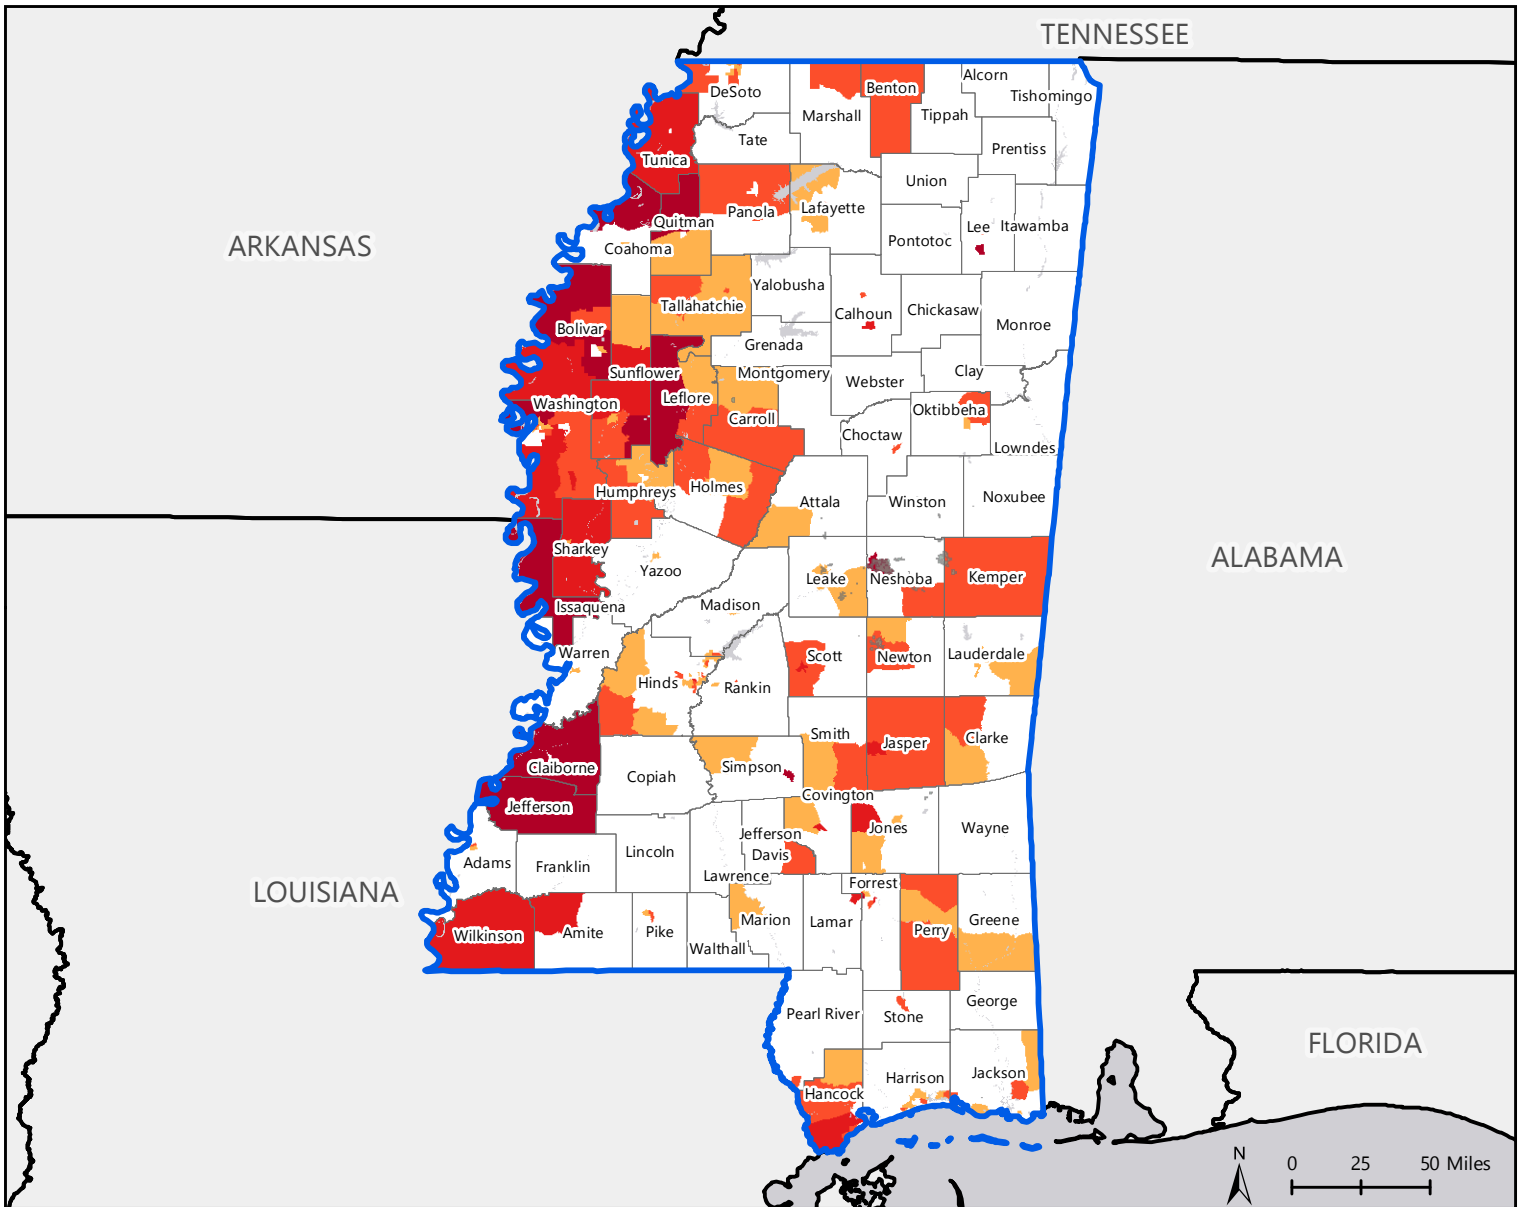 TENNESSEE
Alcorn
DeSoto
Benton
Tishomingo
Marshall
Tippah
Tate
Prentiss
Tunica
Union
Panola
Lafayette
Quitman
Lee
Itawamba
ARKANSAS
Coahoma
Pontotoc
Yalobusha
Tallahatchie
Calhoun
Chickasaw
Monroe
Bolivar
Grenada
Sunflower
Montgomery
Clay
Webster
Washington
Leflore
Oktibbeha
Carroll
Choctaw
Lowndes
Humphreys
Holmes
Attala
Winston
Noxubee
Sharkey
ALABAMA
Yazoo
Leake
Neshoba
Kemper
Issaquena
Madison
Warren
Scott
Newton
Lauderdale
Hinds
Rankin
Smith
Jasper
Clarke
Claiborne
Copiah
Simpson
Covington
Jefferson
Jones
Wayne
Jefferson
Davis
Adams
Franklin
Lincoln
Lawrence
Forrest
LOUISIANA
Marion
Lamar
Greene
Wilkinson
Amite
Pike
Perry
Walthall
George
Pearl River
Stone
FLORIDA
Jackson
Harrison
Hancock
N
0 25 50 Miles